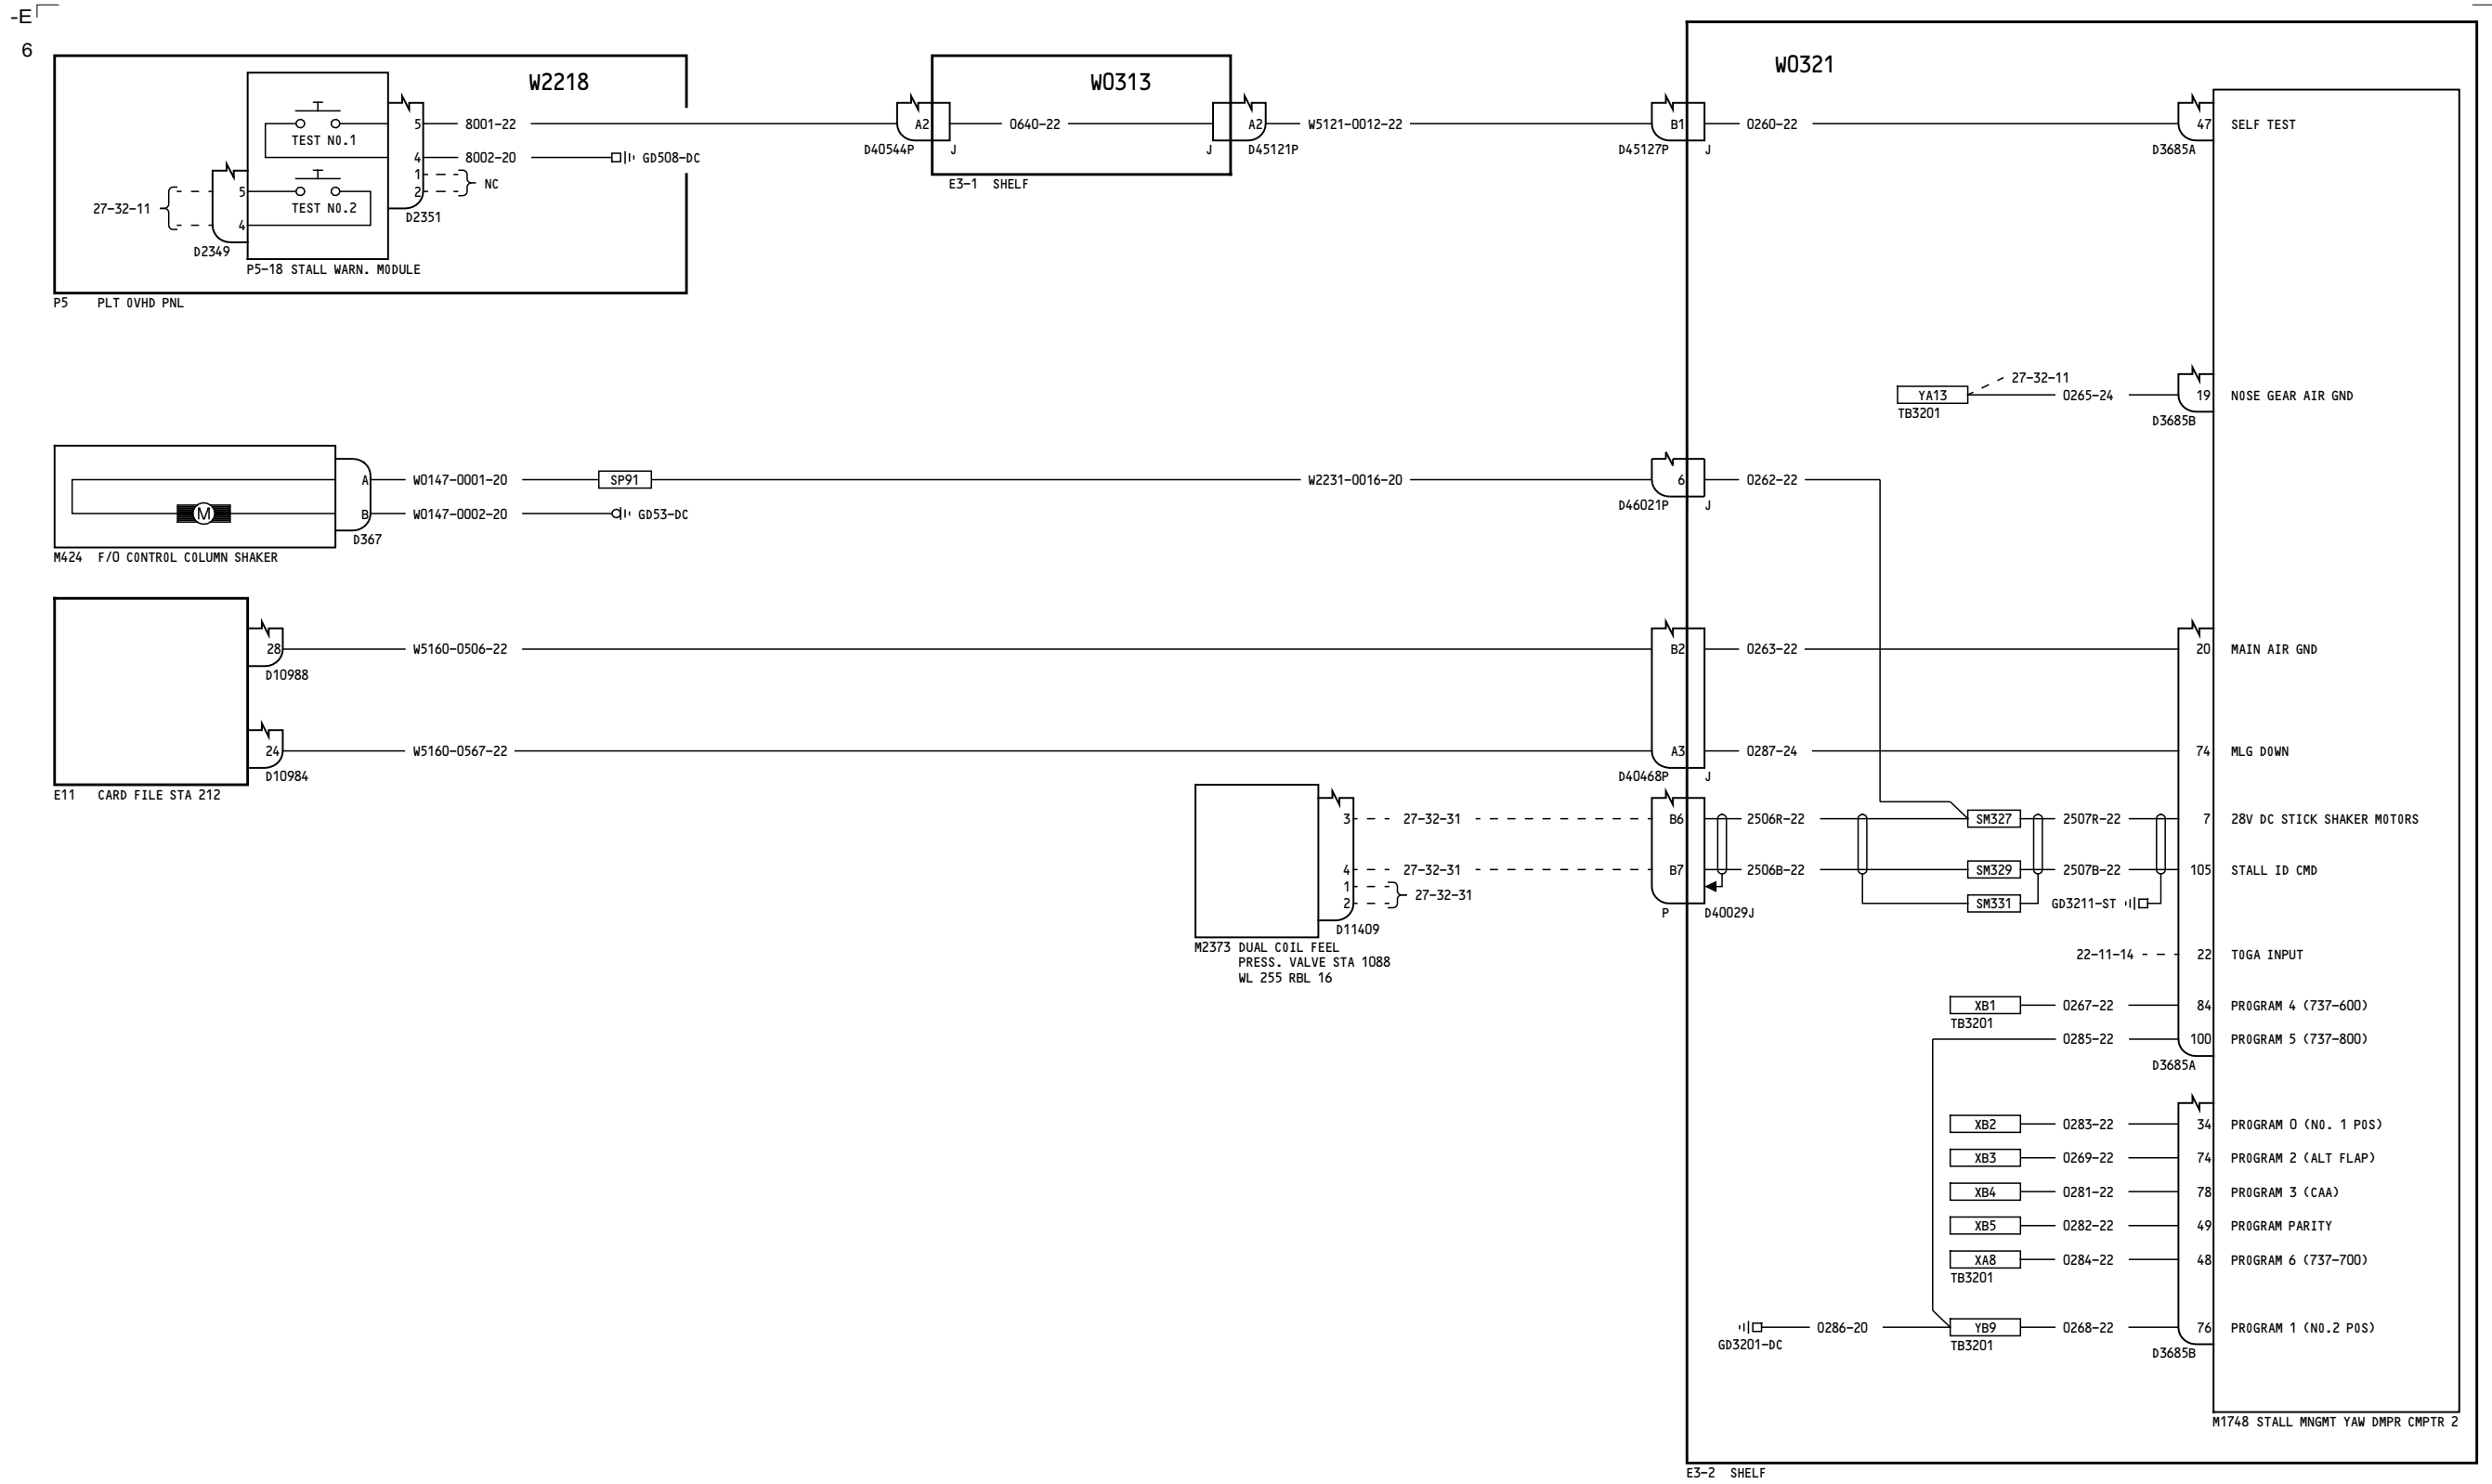 -E
6
W2218
TEST NO.1
TEST NO.2
5
4
1
2
D2351
8001-22
8002-20
GD508-DC
NC
27-32-11
5
4
D2349
P5-18 STALL WARN. MODULE
P5 PLT OVHD PNL
A2
D40544P
J
W0313
0640-22
J
A2
D45121P
E3-1 SHELF
W5121-0012-22
B1
D45127P
J
W0321
0260-22
47
SELF TEST
D3685A
27-32-11
YA13
TB3201
0265-24
19
NOSE GEAR AIR GND
D3685B
M
A
B
D367
M424 F/O CONTROL COLUMN SHAKER
W0147-0001-20
SP91
W0147-0002-20
GD53-DC
W2231-0016-20
6
D46021P
J
0262-22
28
D10988
W5160-0506-22
B2
0263-22
20
MAIN AIR GND
24
D10984
W5160-0567-22
A3
0287-24
74
MLG DOWN
D40468P
J
E11 CARD FILE STA 212
3
27-32-31
B6
2506R-22
SM327
2507R-22
7
28V DC STICK SHAKER MOTORS
4
27-32-31
B7
2506B-22
SM329
2507B-22
105
STALL ID CMD
1
2
27-32-31
D11409
P
D40029J
SM331
GD3211-ST
M2373 DUAL COIL FEEL
PRESS. VALVE STA 1088
WL 255 RBL 16
22-11-14
22
TOGA INPUT
XB1
TB3201
0267-22
84
PROGRAM 4 (737-600)
0285-22
100
PROGRAM 5 (737-800)
D3685A
XB2
0283-22
34
PROGRAM 0 (NO. 1 POS)
XB3
0269-22
74
PROGRAM 2 (ALT FLAP)
XB4
0281-22
78
PROGRAM 3 (CAA)
XB5
0282-22
49
PROGRAM PARITY
XA8
TB3201
0284-22
48
PROGRAM 6 (737-700)
GD3201-DC
0286-20
YB9
TB3201
0268-22
76
PROGRAM 1 (NO.2 POS)
D3685B
M1748 STALL MNGMT YAW DMPR CMPTR 2
E3-2 SHELF